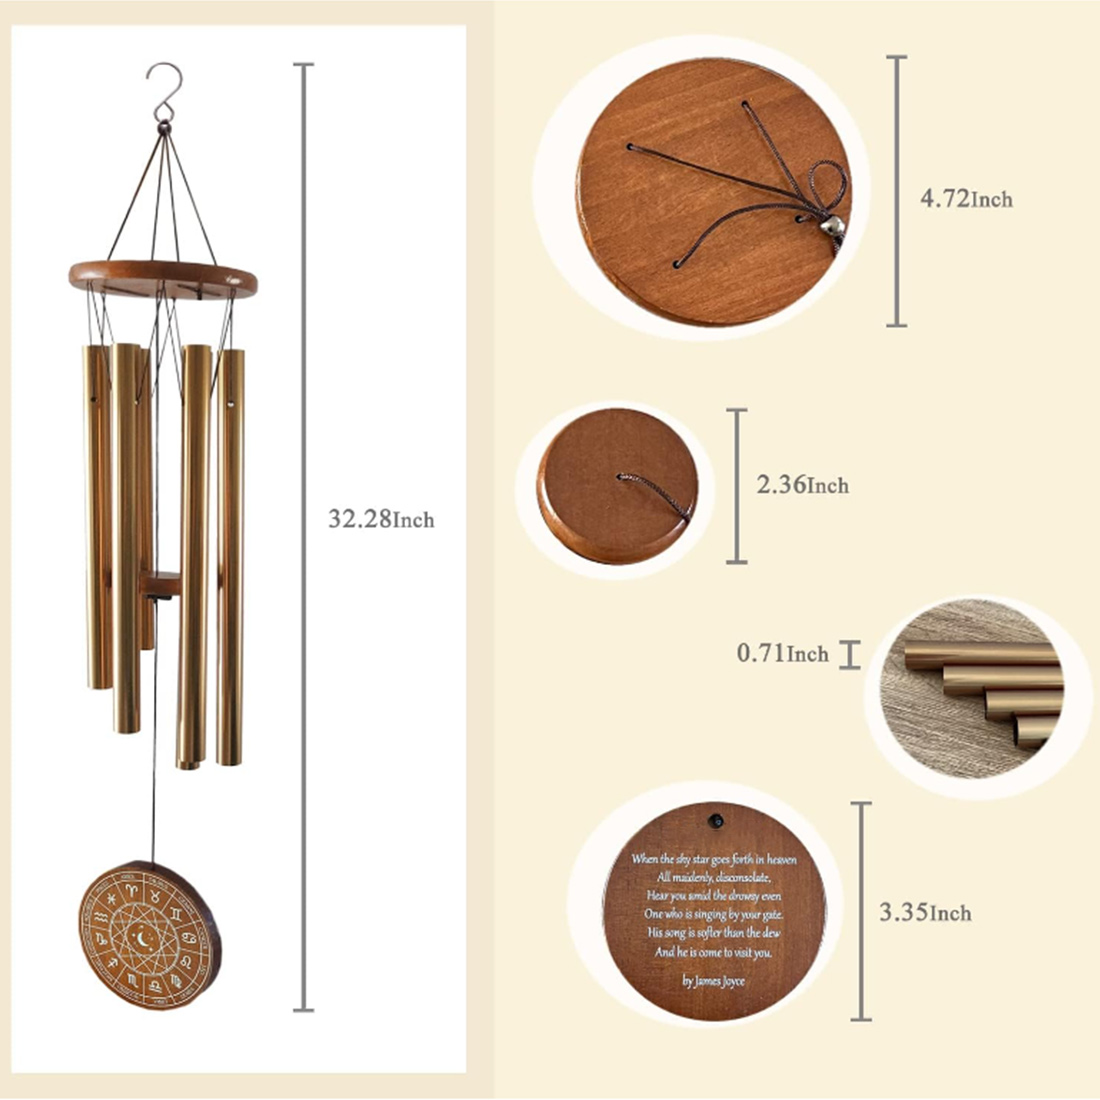 32.28Inch
4.72Inch
2.36Inch
0.71Inch
When the sky star goes forth in heaven
All maidenly, disconsolate,
Hear you amid the drowsy even
One who is singing by your gate.
His song is softer than the dew
And he is come to visit you.
by James Joyce
3.35Inch